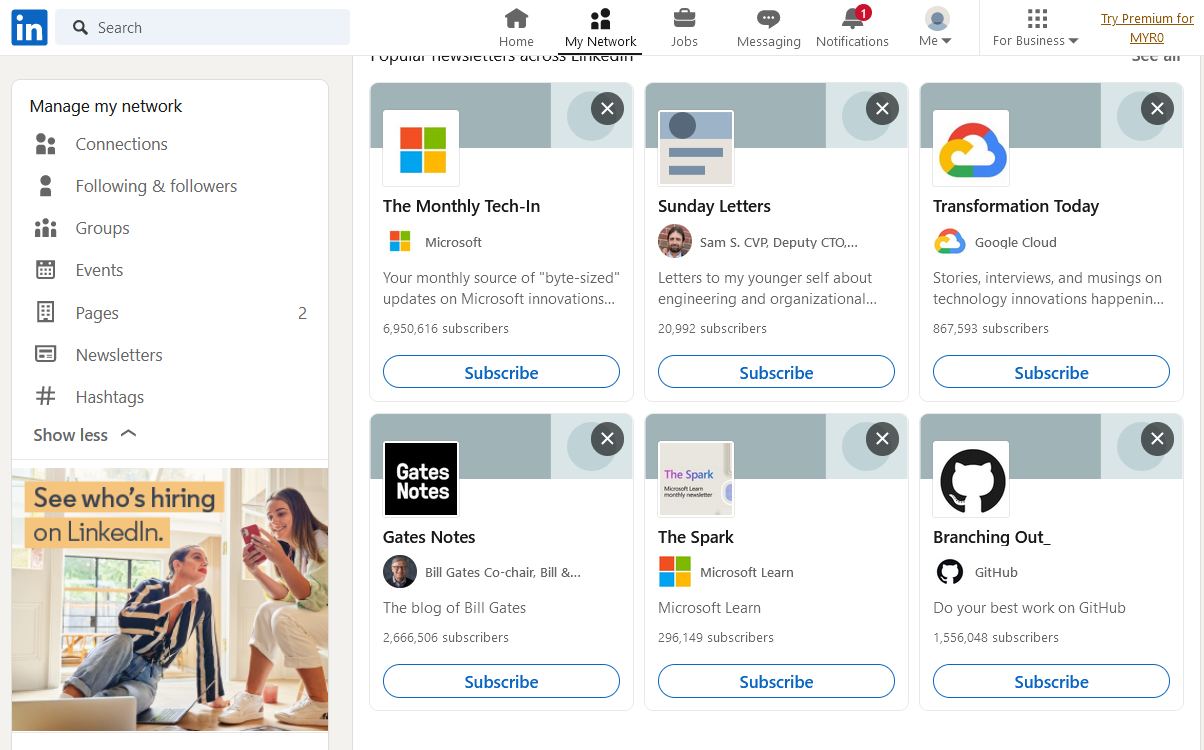 in
Search
Home
My Network
Jobs
Messaging
1
Notifications
Me
For Business
Try Premium for
MYR0
Manage my network
Connections
Following & followers
Groups
Events
Pages 2
Newsletters
Hashtags
Show less
See who's hiring
on LinkedIn.
Popular newsletters across LinkedIn
See all
The Monthly Tech-In
Microsoft
Your monthly source of "byte-sized"
updates on Microsoft innovations...
6,950,616 subscribers
Subscribe
Sunday Letters
Sam S. CVP, Deputy CTO,...
Letters to my younger self about
engineering and organizational...
20,992 subscribers
Subscribe
Transformation Today
Google Cloud
Stories, interviews, and musings on
technology innovations happenin...
867,593 subscribers
Subscribe
Gates
Notes
Gates Notes
Bill Gates Co-chair, Bill &...
The blog of Bill Gates
2,666,506 subscribers
Subscribe
The Spark
Microsoft Learn
monthly newsletter
The Spark
Microsoft Learn
Microsoft Learn
296,149 subscribers
Subscribe
Branching Out_
GitHub
Do your best work on GitHub
1,556,048 subscribers
Subscribe